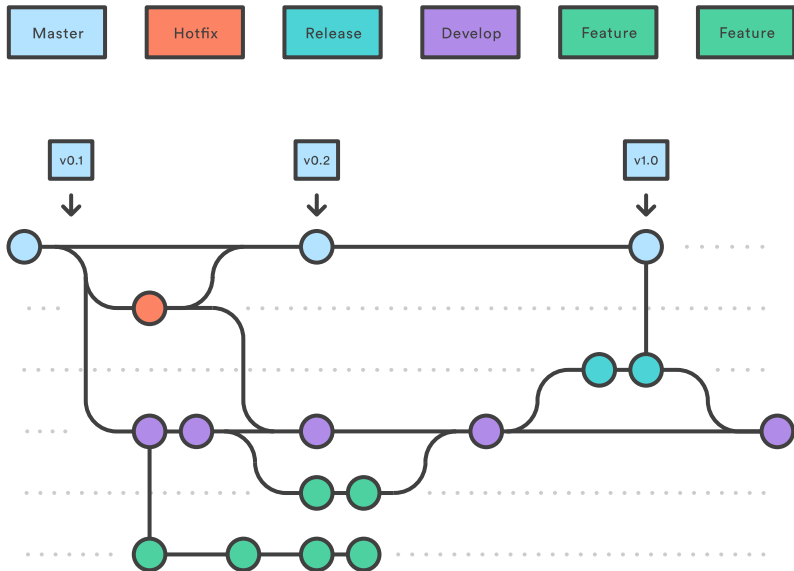 Master
Hotfix
Release
Develop
Feature
Feature
v0.1
v0.2
v1.0